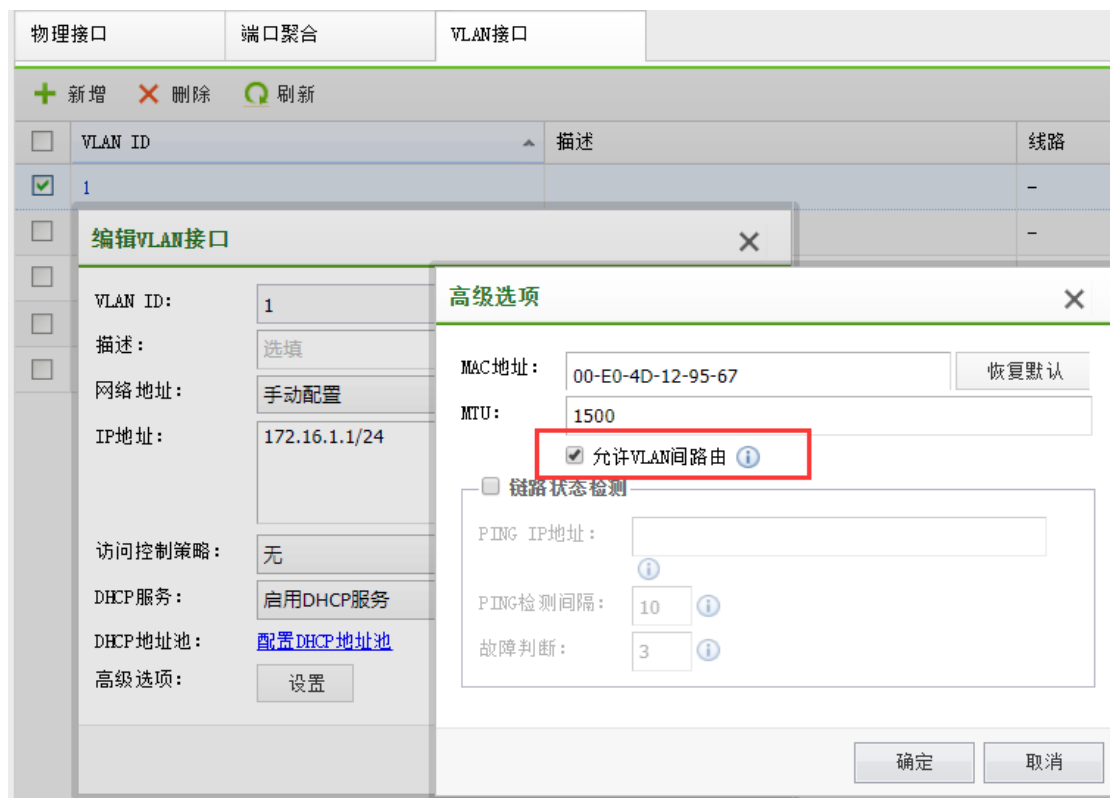 物理接口 端口聚合 VLAN接口
新增 删除 刷新
VLAN ID 描述 线路
1 -
-
编辑VLAN接口
VLAN ID: 1
描述: 选填
网络地址: 手动配置
IP地址: 172.16.1.1/24
访问控制策略: 无
DHCP服务: 启用DHCP服务
DHCP地址池: 配置DHCP地址池
高级选项: 设置
高级选项
MAC地址: 00-E0-4D-12-95-67 恢复默认
MTU: 1500
允许VLAN间路由
链路状态检测
PING IP地址:
PING检测间隔: 10
故障判断: 3
确定 取消